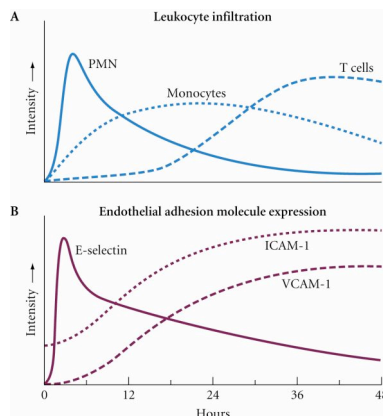 A Leukocyte infiltration
PMN
T cells
Monocytes
Intensity
B Endothelial adhesion molecule expression
E-selectin
ICAM-1
VCAM-1
Intensity
0 12 24 36 48
Hours